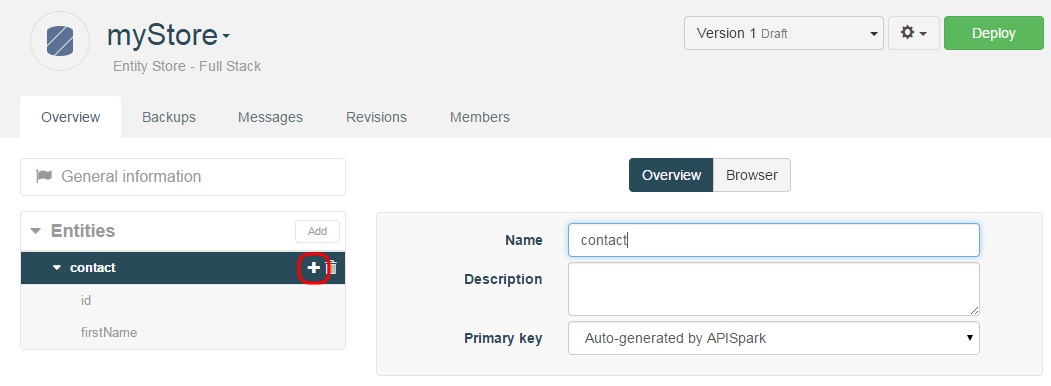 myStore
Version 1 Draft
Deploy
Entity Store - Full Stack
Overview Backups Messages Revisions Members
General information
Overview Browser
Entities Add
Name contact
contact
Description
id
firstName
Primary key Auto-generated by APISpark